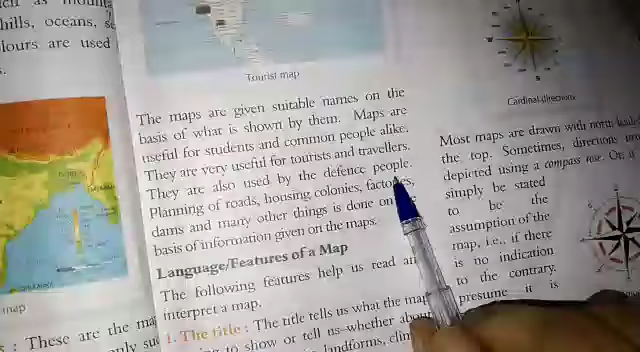 hills, oceans,
lours are used
map
: These are the
only
Tourist map
The maps are given suitable names on the
basis of what is shown by them. Maps are
useful for students and common people alike.
They are very useful for tourists and travellers.
They are also used by the defence people.
Planning of roads, housing colonies, factories,
dams and many other things is done on
basis of information given on the maps.
Language/Features of a Map
The following features help us read an
interpret a map.
1. The title : The title tells us what the map
to show or tell us–whether
landforms,
Cardinal directions
Most maps are drawn with north
the top. Sometimes, directions
depicted using a compass rose. Or
simply be stated
to be the
assumption of the
map, i.e., if there
is no indication
to the contrary.
presume it is